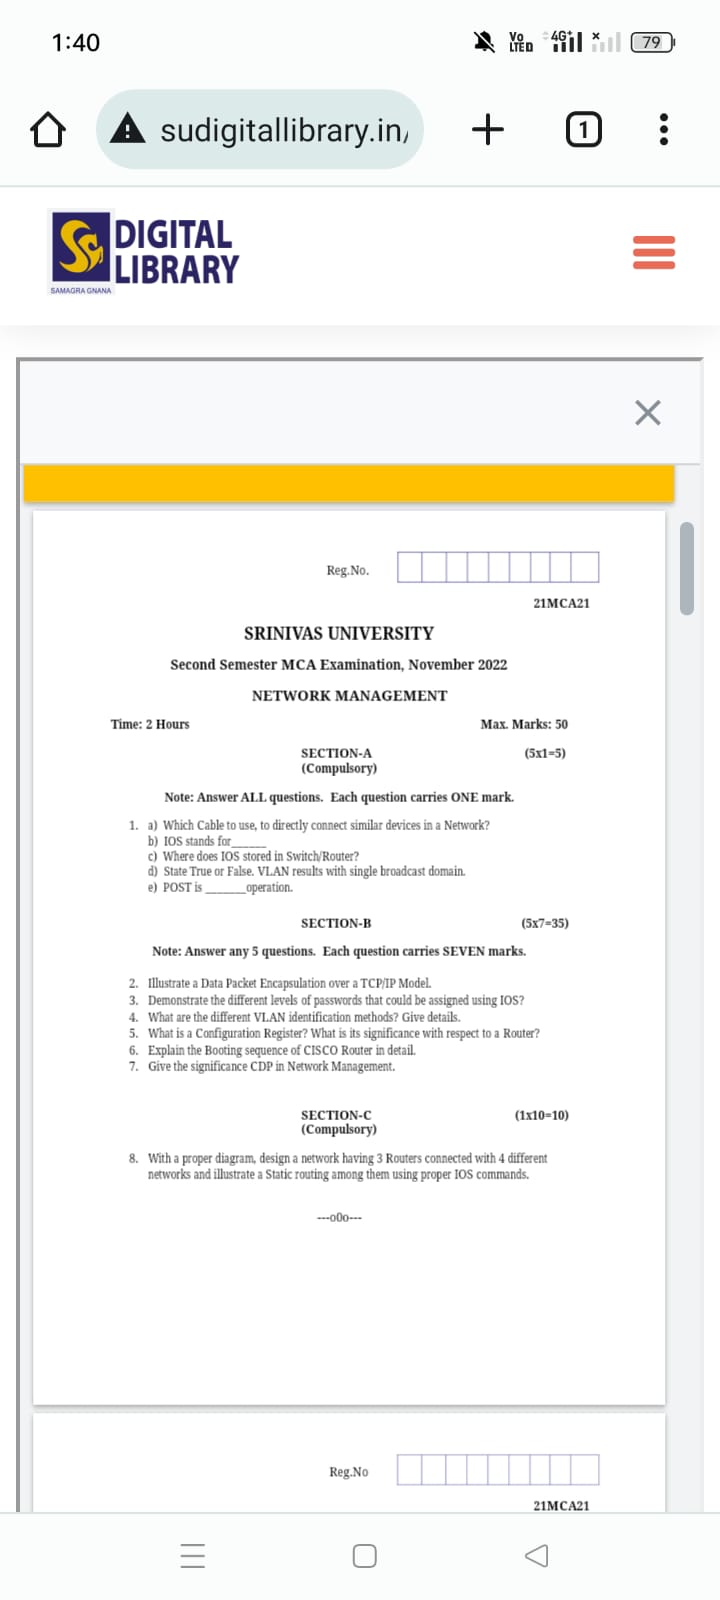 1:40
Vo
LTED
4G+
79
sudigitallibrary.in/
1
DIGITAL
LIBRARY
SAMAGRA GNANA
Reg.No.
21MCA21
SRINIVAS UNIVERSITY
Second Semester MCA Examination, November 2022
NETWORK MANAGEMENT
Time: 2 Hours Max. Marks: 50
SECTION-A (5x1=5)
(Compulsory)
Note: Answer ALL questions. Each question carries ONE mark.
1. a) Which Cable to use, to directly connect similar devices in a Network?
b) IOS stands for______
c) Where does IOS stored in Switch/Router?
d) State True or False. VLAN results with single broadcast domain.
e) POST is _______operation.
SECTION-B (5x7=35)
Note: Answer any 5 questions. Each question carries SEVEN marks.
2. Illustrate a Data Packet Encapsulation over a TCP/IP Model.
3. Demonstrate the different levels of passwords that could be assigned using IOS?
4. What are the different VLAN identification methods? Give details.
5. What is a Configuration Register? What is its significance with respect to a Router?
6. Explain the Booting sequence of CISCO Router in detail.
7. Give the significance CDP in Network Management.
SECTION-C (1x10=10)
(Compulsory)
8. With a proper diagram, design a network having 3 Routers connected with 4 different
networks and illustrate a Static routing among them using proper IOS commands.
---o0o---
Reg.No
21MCA21